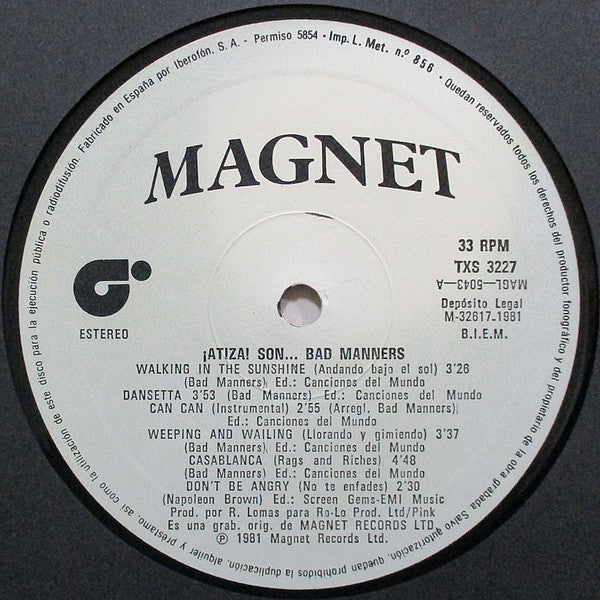 Fabricado en España por Iberofón, S. A. - Permiso 5854 - Imp. L. Met. n.º 856 - Quedan reservados todos los derechos del productor fonográfico y del propietario de la obra grabada. Salvo autorización, quedan prohibidos la duplicación, alquiler y préstamo, así como la utilización de este disco para la ejecución pública o radiodifusión.
MAGNET
33 RPM
TXS 3227
MAGL-5043-A
Depósito Legal
M-32617-1981
B.I.E.M.
ESTEREO
¡ATIZA! SON... BAD MANNERS
WALKING IN THE SUNSHINE (Andando bajo el sol) 3'26
(Bad Manners) Ed.: Canciones del Mundo
DANSETTA 3'53 (Bad Manners) Ed.: Canciones del Mundo
CAN CAN (Instrumental) 2'55 (Arregl. Bad Manners)
Ed.: Canciones del Mundo
WEEPING AND WAILING (Llorando y gimiendo) 3'37
(Bad Manners) Ed.: Canciones del Mundo
CASABLANCA (Rags and Riches) 4'48
(Bad Manners) Ed.: Canciones del Mundo
DON'T BE ANGRY (No te enfades) 2'30
(Napoleon Brown) Ed.: Screen Gems-EMI Music
Prod. por R. Lomas para Ro-Lo Prod. Ltd/Pink
Es una grab. orig. de MAGNET RECORDS LTD.
℗ 1981 Magnet Records Ltd.